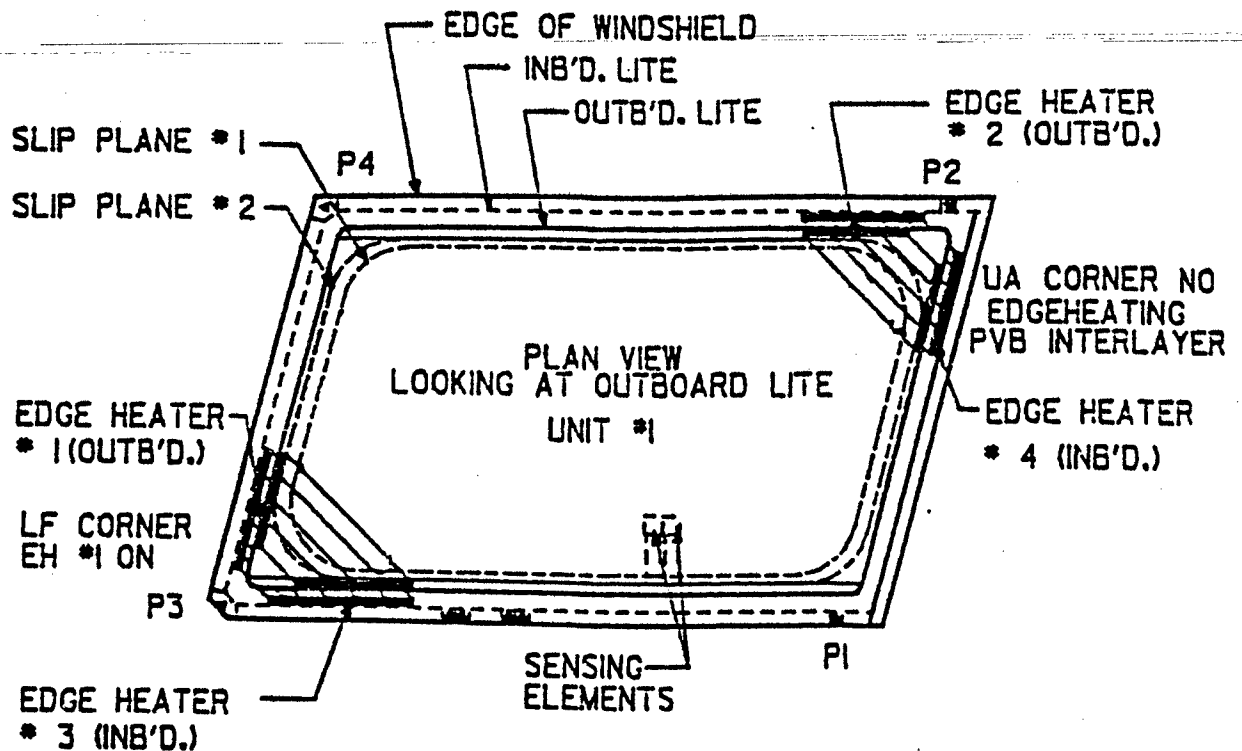 EDGE OF WINDSHIELD
INB'D. LITE
OUTB'D. LITE
EDGE HEATER
* 2 (OUTB'D.)
SLIP PLANE *1
P4
P2
SLIP PLANE *2
UA CORNER NO
EDGEHEATING
PVB INTERLAYER
PLAN VIEW
LOOKING AT OUTBOARD LITE
UNIT *1
EDGE HEATER
* 1(OUTB'D.)
EDGE HEATER
* 4 (INB'D.)
LF CORNER
EH *1 ON
P3
P1
SENSING
ELEMENTS
EDGE HEATER
* 3 (INB'D.)